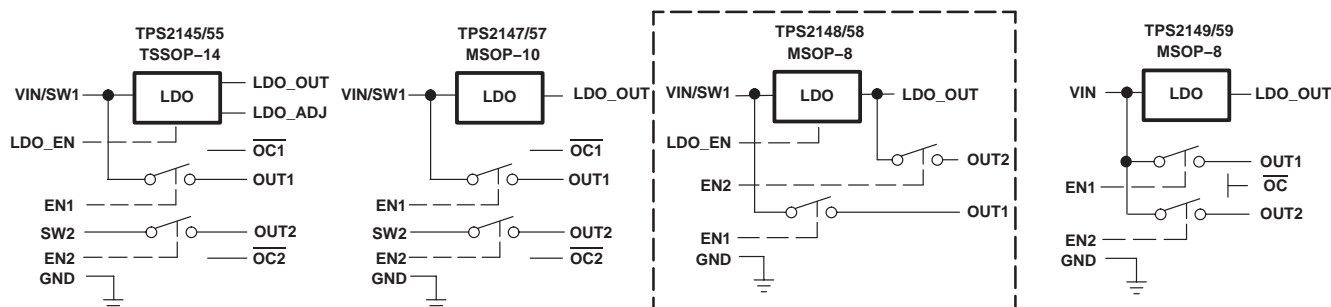 TPS2145/55
TSSOP–14
VIN/SW1
LDO
LDO_OUT
LDO_ADJ
LDO_EN
OC1
OUT1
EN1
SW2
OUT2
EN2
OC2
GND
TPS2147/57
MSOP–10
VIN/SW1
LDO
LDO_OUT
OC1
OUT1
EN1
SW2
OUT2
EN2
OC2
GND
TPS2148/58
MSOP–8
VIN/SW1
LDO
LDO_OUT
LDO_EN
OUT2
EN2
OUT1
EN1
GND
TPS2149/59
MSOP–8
VIN
LDO
LDO_OUT
OUT1
OC
EN1
OUT2
EN2
GND